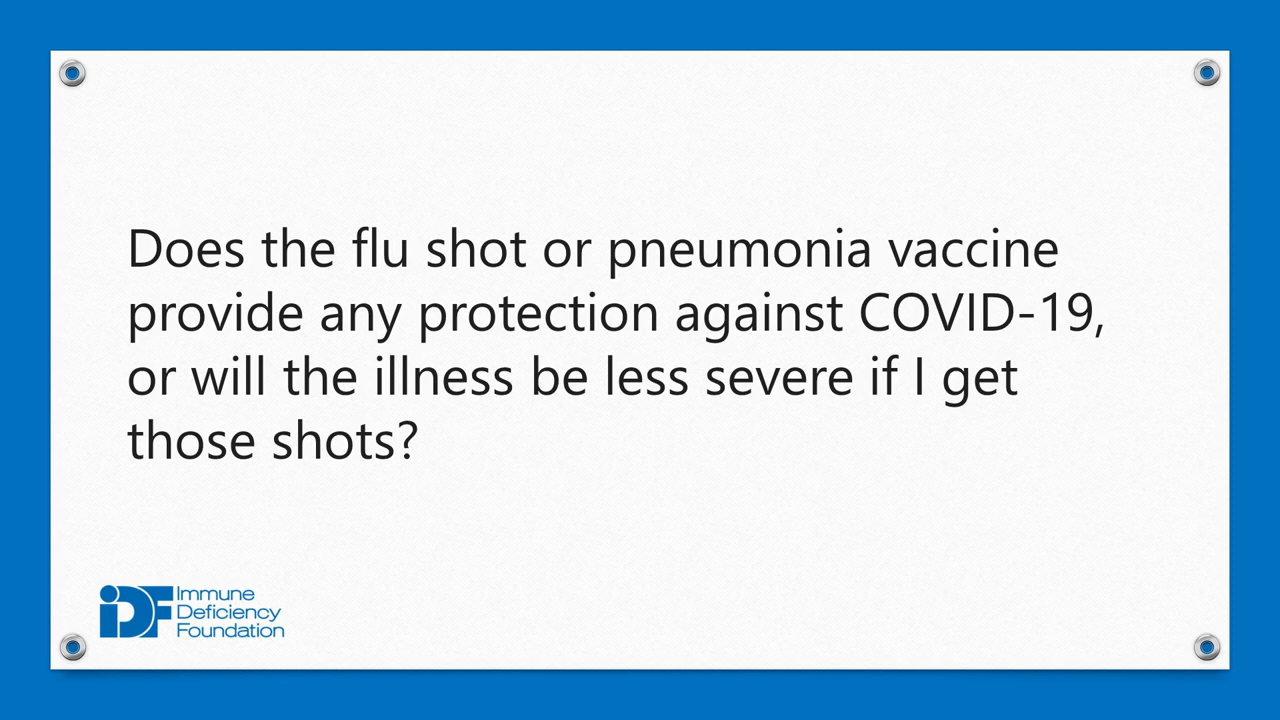 Does the flu shot or pneumonia vaccine
provide any protection against COVID-19,
or will the illness be less severe if I get
those shots?
iDF
Immune
Deficiency
Foundation